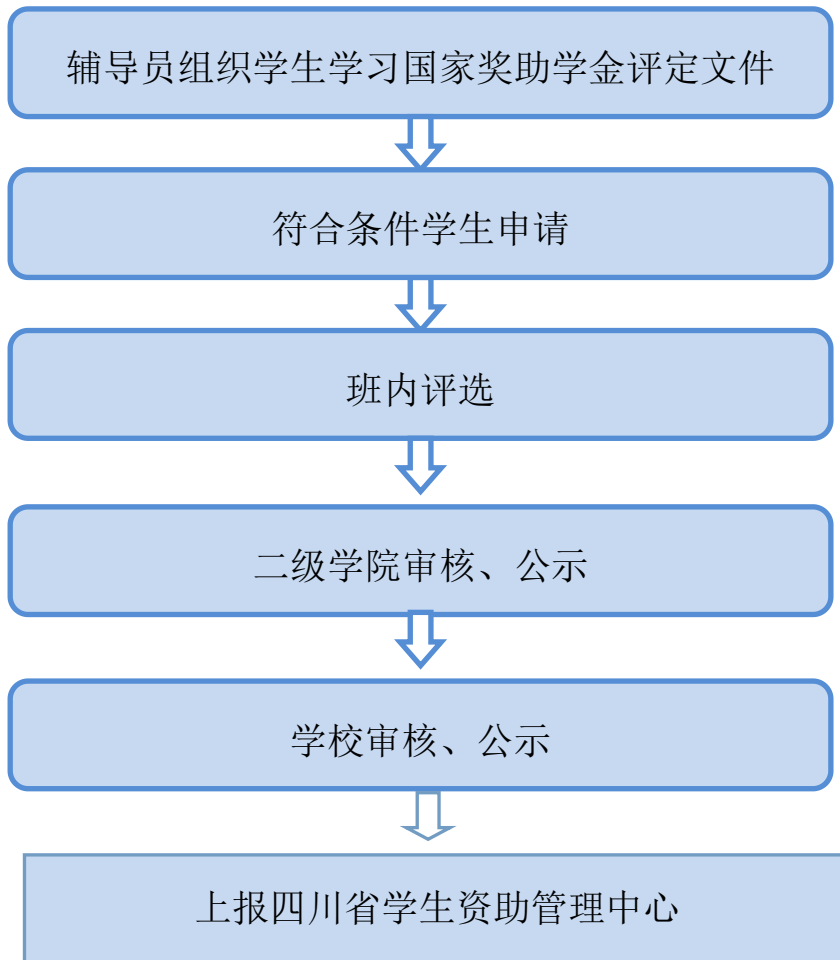 辅导员组织学生学习国家奖助学金评定文件
符合条件学生申请
班内评选
二级学院审核、公示
学校审核、公示
上报四川省学生资助管理中心